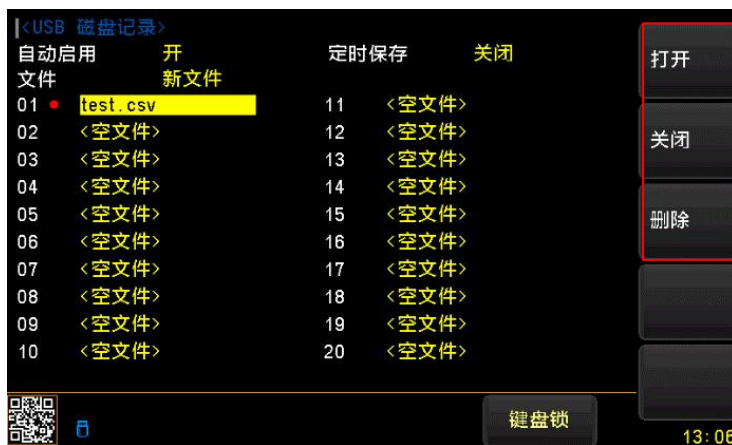 <USB 磁盘记录>
自动启用 开 定时保存 关闭
文件 新文件
01 test.csv 11 <空文件>
02 <空文件> 12 <空文件>
03 <空文件> 13 <空文件>
04 <空文件> 14 <空文件>
05 <空文件> 15 <空文件>
06 <空文件> 16 <空文件>
07 <空文件> 17 <空文件>
08 <空文件> 18 <空文件>
09 <空文件> 19 <空文件>
10 <空文件> 20 <空文件>
打开
关闭
删除
键盘锁
13:06